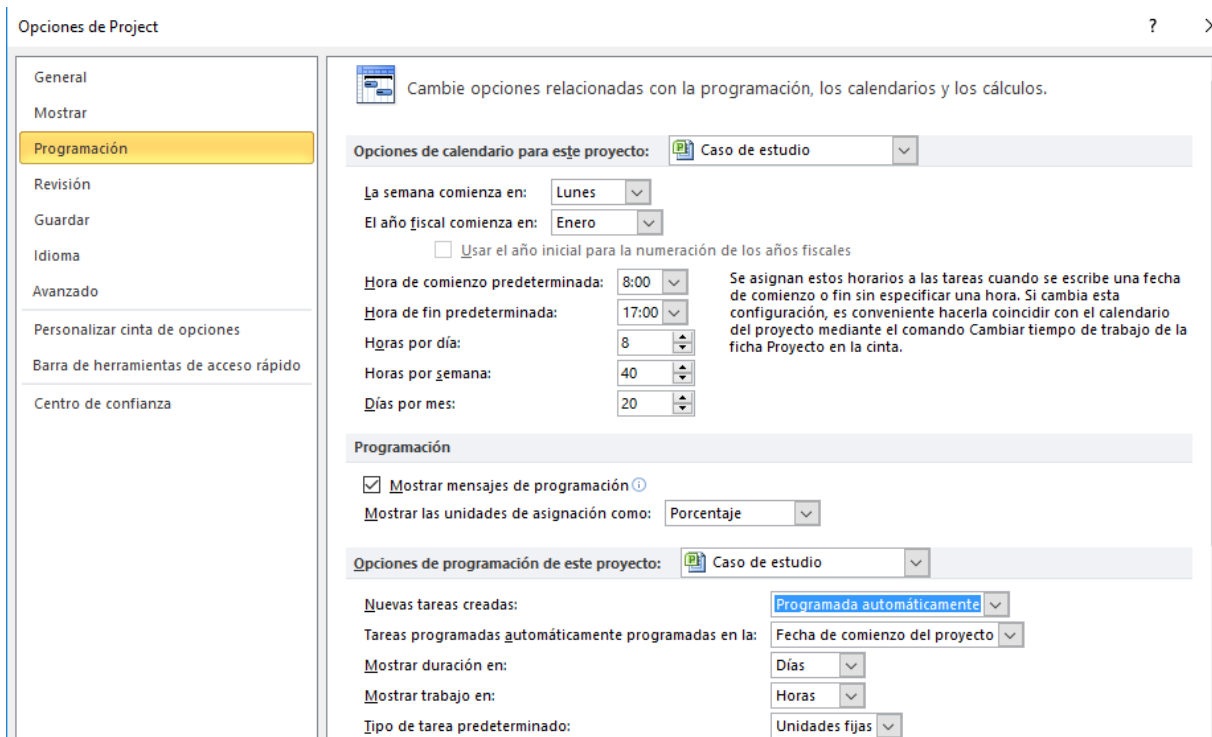 Opciones de Project
?
General
Mostrar
Programación
Revisión
Guardar
Idioma
Avanzado
Personalizar cinta de opciones
Barra de herramientas de acceso rápido
Centro de confianza
Cambie opciones relacionadas con la programación, los calendarios y los cálculos.
Opciones de calendario para este proyecto: Caso de estudio
La semana comienza en: Lunes
El año fiscal comienza en: Enero
Usar el año inicial para la numeración de los años fiscales
Hora de comienzo predeterminada: 8:00
Hora de fin predeterminada: 17:00
Horas por día: 8
Horas por semana: 40
Días por mes: 20
Se asignan estos horarios a las tareas cuando se escribe una fecha
de comienzo o fin sin especificar una hora. Si cambia esta
configuración, es conveniente hacerla coincidir con el calendario
del proyecto mediante el comando Cambiar tiempo de trabajo de la
ficha Proyecto en la cinta.
Programación
Mostrar mensajes de programación
Mostrar las unidades de asignación como: Porcentaje
Opciones de programación de este proyecto: Caso de estudio
Nuevas tareas creadas: Programada automáticamente
Tareas programadas automáticamente programadas en la: Fecha de comienzo del proyecto
Mostrar duración en: Días
Mostrar trabajo en: Horas
Tipo de tarea predeterminado: Unidades fijas